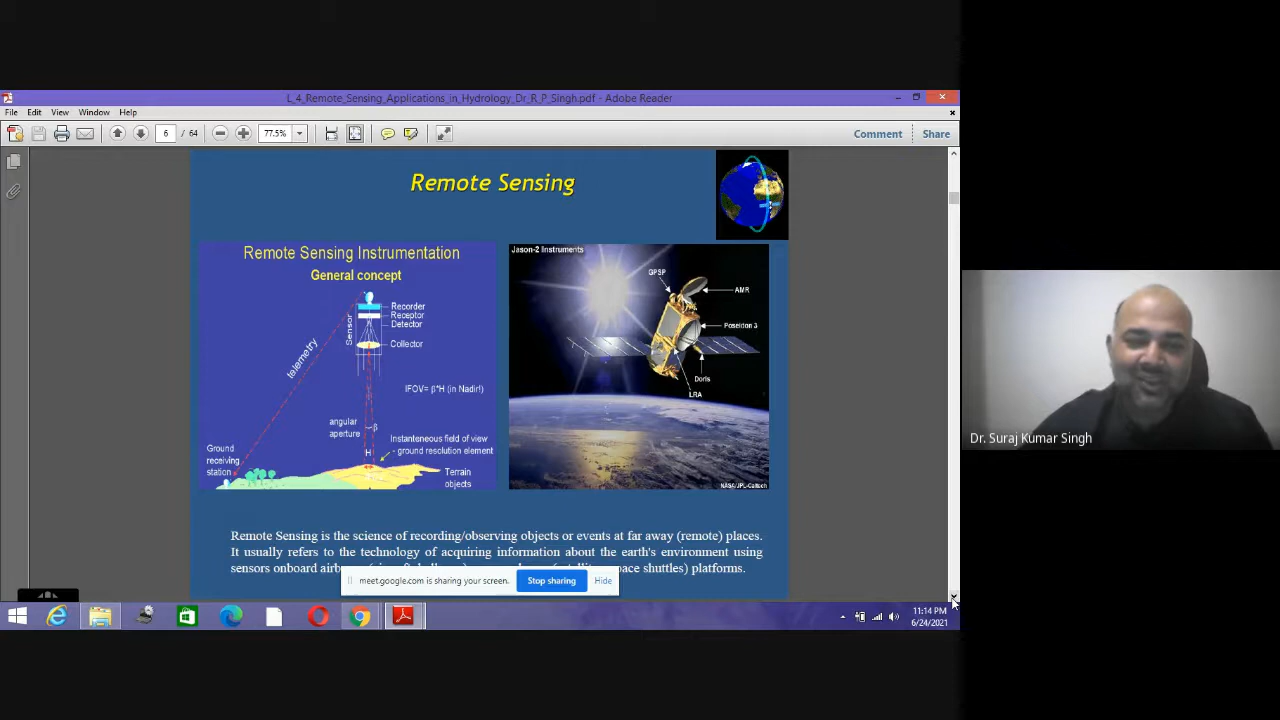 L_4_Remote_Sensing_Applications_in_Hydrology_Dr_R_P_Singh.pdf - Adobe Reader
File Edit View Window Help
6 / 64 77.5% Comment Share
Remote Sensing
Remote Sensing Instrumentation
General concept
Sensor
Recorder
Receptor
Detector
Collector
telemetry
IFOV= β*H (in Nadir!)
angular
aperture
β
H
Instanteneous field of view
- ground resolution element
Ground
receiving
station
Terrain
objects
Jason-2 Instruments
GPSP
AMR
Poseidon 3
Doris
LRA
NASA/JPL-Caltech
Remote Sensing is the science of recording/observing objects or events at far away (remote) places.
It usually refers to the technology of acquiring information about the earth's environment using
sensors onboard shuttles) platforms.
meet.google.com is sharing your screen. Stop sharing Hide
11:14 PM
6/24/2021
Dr. Suraj Kumar Singh